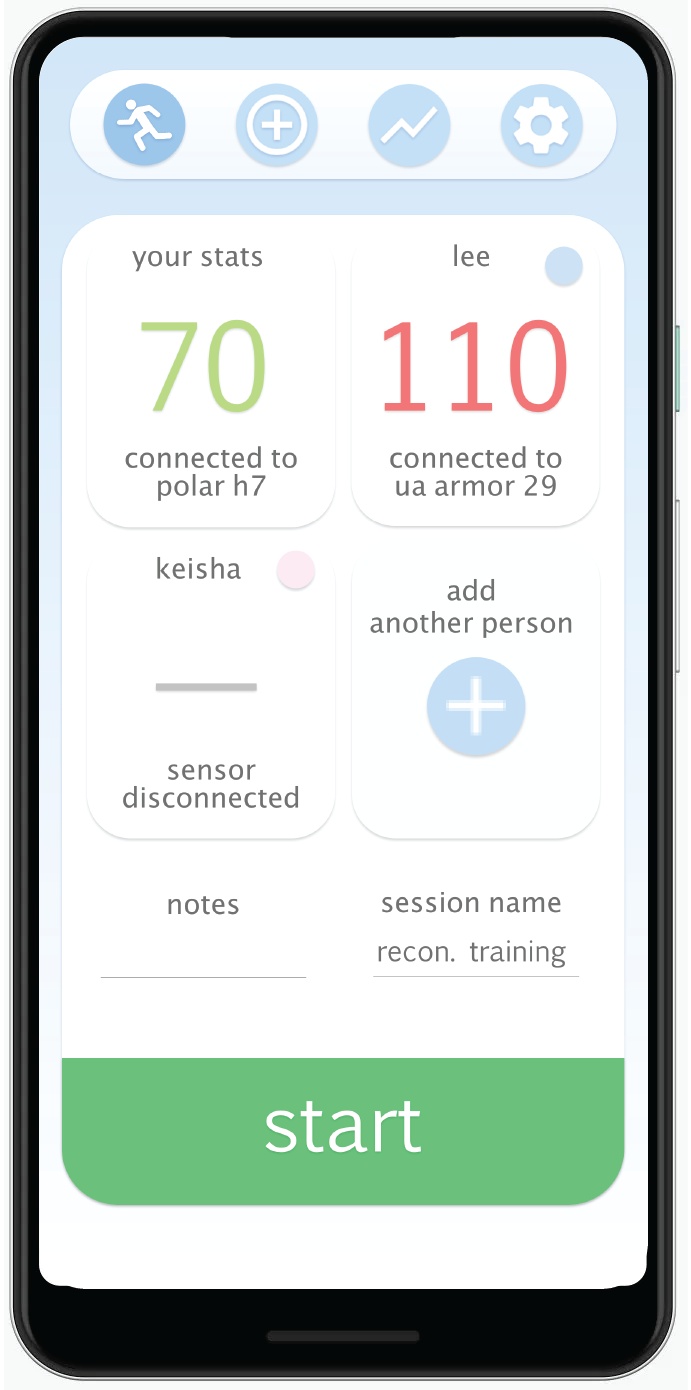 your stats
70
connected to
polar h7
lee
110
connected to
ua armor 29
keisha
sensor
disconnected
add
another person
notes
session name
recon. training
start